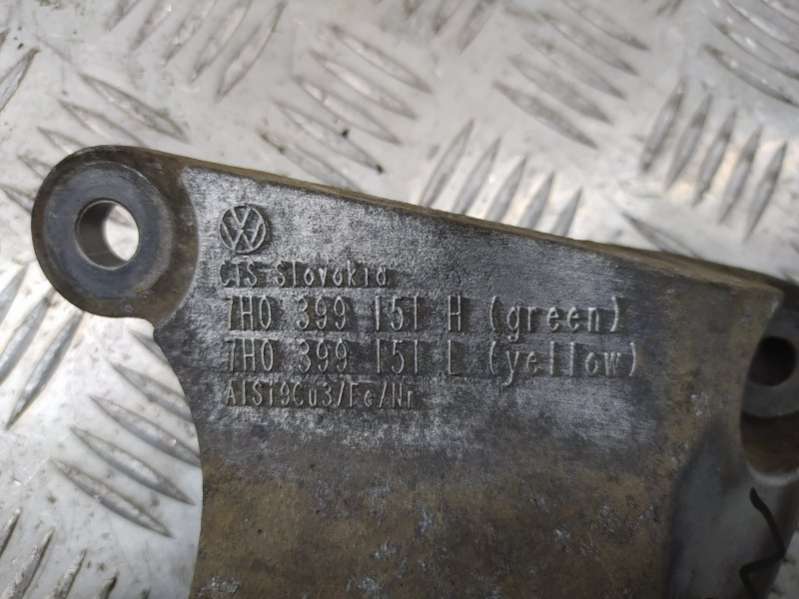 CTS-Slovakia
7H0 399 151 H (green)
7H0 399 151 L (yellow)
AlSi9Cu3/Fe/Nr